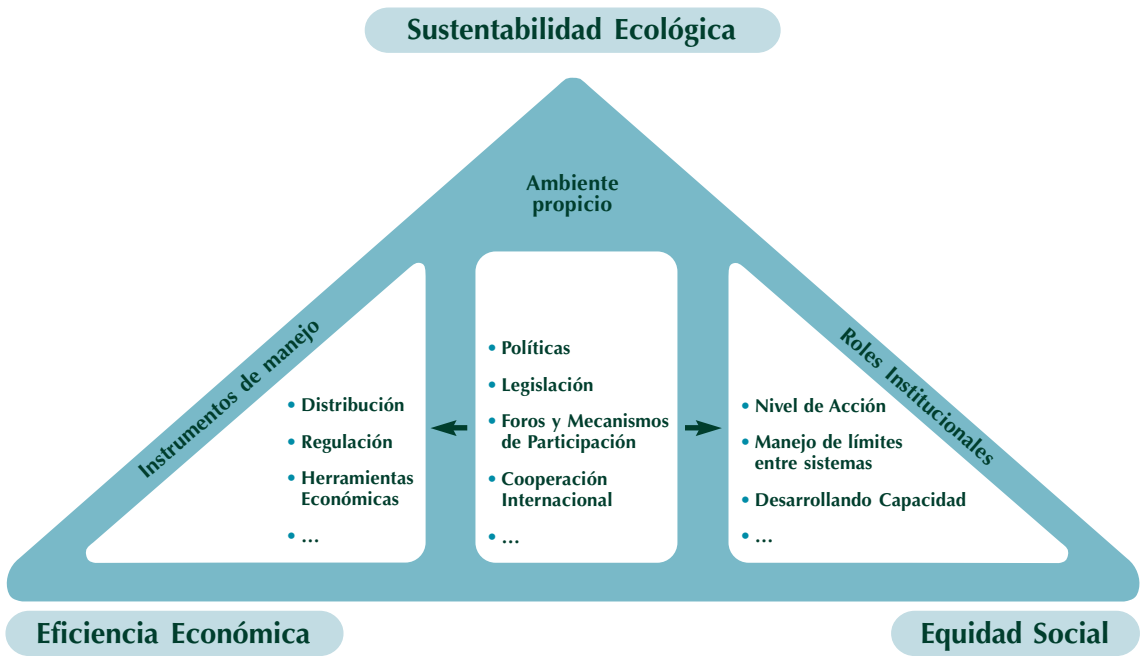 Sustentabilidad Ecológica
Ambiente
propicio
Instrumentos de manejo
• Distribución
• Regulación
• Herramientas
Económicas
• ...
• Políticas
• Legislación
• Foros y Mecanismos
de Participación
• Cooperación
Internacional
• ...
Roles Institucionales
• Nivel de Acción
• Manejo de límites
entre sistemas
• Desarrollando Capacidad
• ...
Eficiencia Económica
Equidad Social